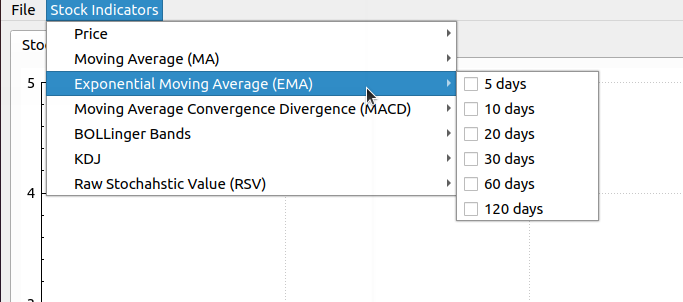 File Stock Indicators
Price
Stoc
Moving Average (MA)
Exponential Moving Average (EMA)
5 days
Moving Average Convergence Divergence (MACD)
10 days
BOLLinger Bands
20 days
KDJ
30 days
Raw Stochahstic Value (RSV)
60 days
120 days
5
4